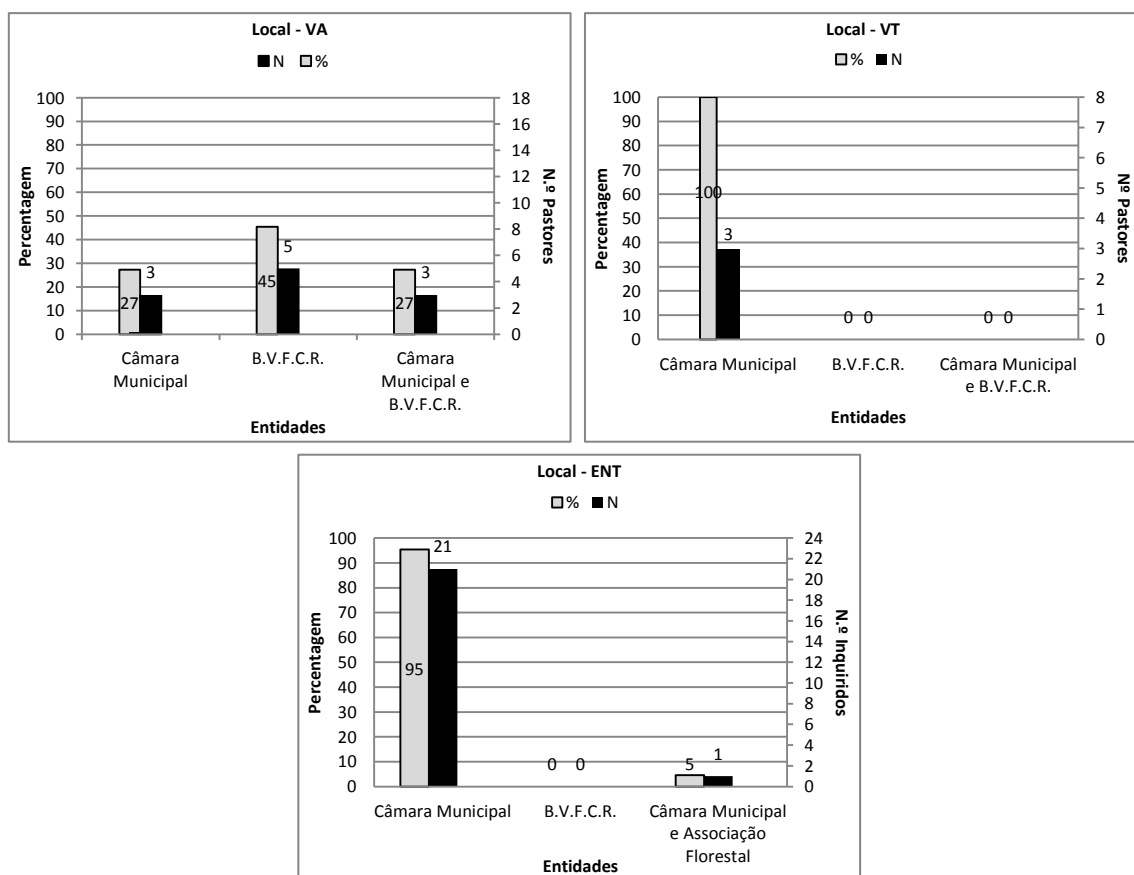 Local - VA
N %
Percentagem
100
90
80
70
60
50
40
30
20
10
0
27 3
45 5
27 3
18
16
14
12
10
8
6
4
2
0
N.º Pastores
Câmara
Municipal
B.V.F.C.R.
Câmara
Municipal e
B.V.F.C.R.
Entidades
Local - VT
% N
Percentagem
100
90
80
70
60
50
40
30
20
10
0
100 3
0 0
0 0
8
7
6
5
4
3
2
1
0
Nº Pastores
Câmara Municipal
B.V.F.C.R.
Câmara Municipal
e B.V.F.C.R.
Entidades
Local - ENT
% N
Percentagem
100
90
80
70
60
50
40
30
20
10
0
95 21
0 0
5 1
24
22
20
18
16
14
12
10
8
6
4
2
0
N.º Inquiridos
Câmara Municipal
B.V.F.C.R.
Câmara Municipal
e Associação
Florestal
Entidades